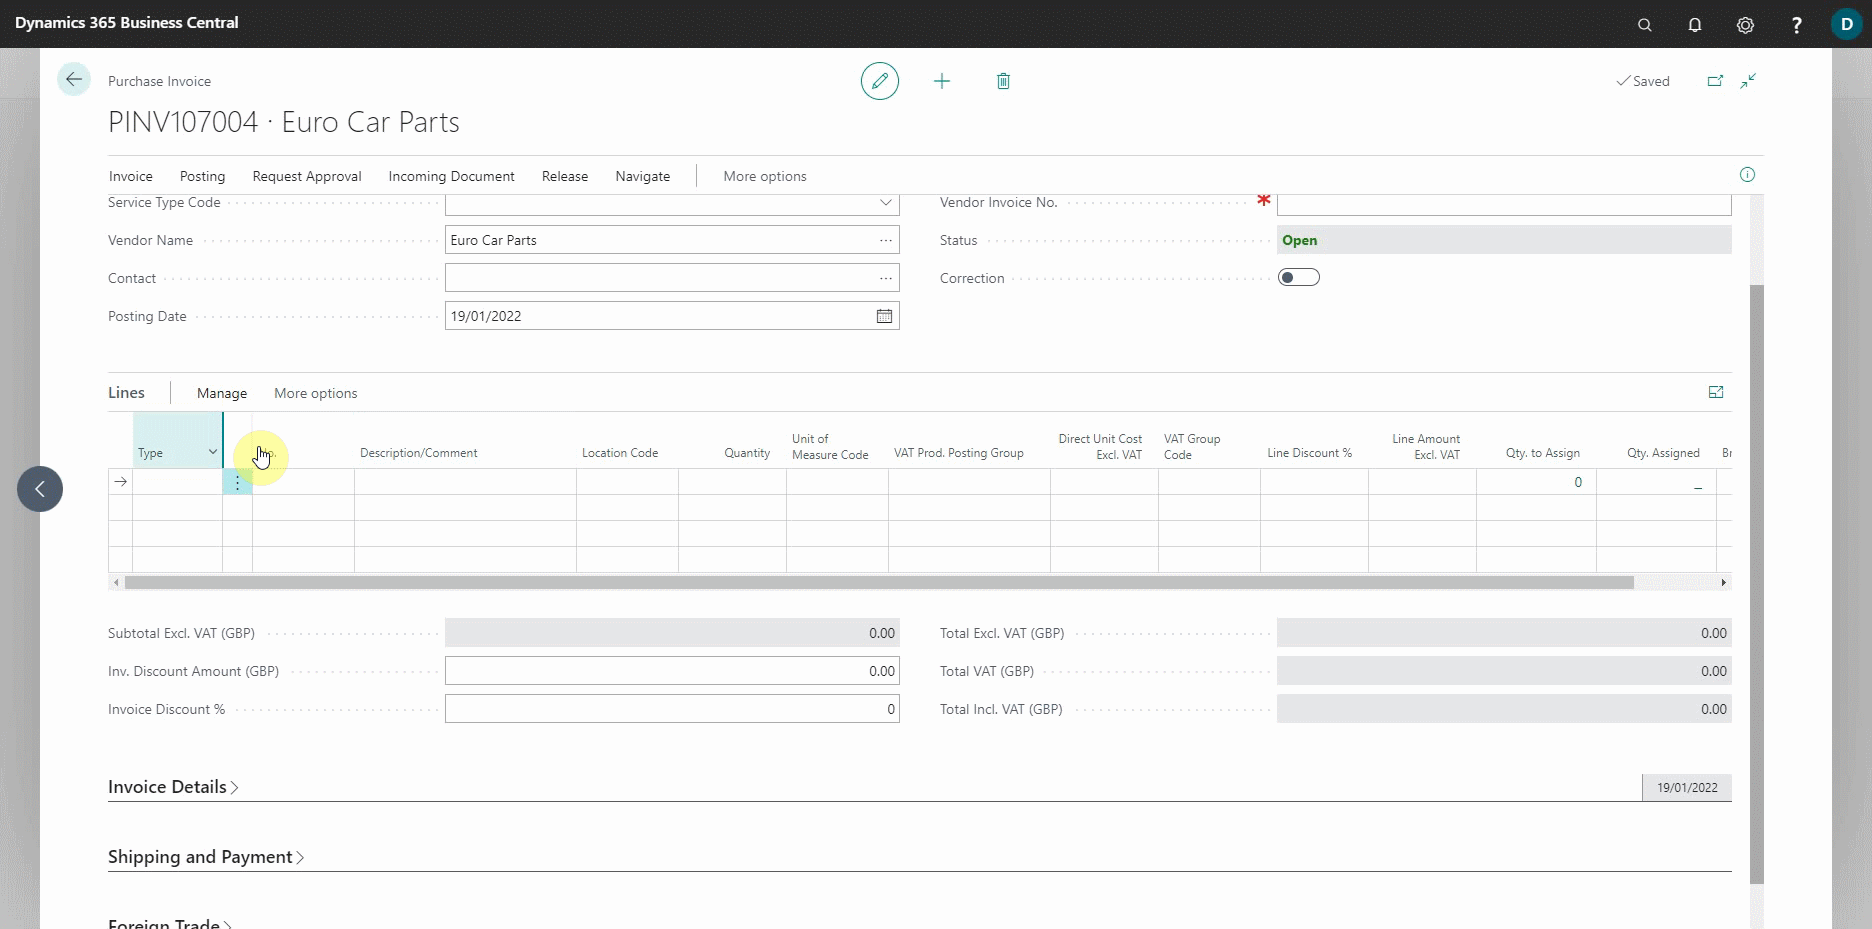 Dynamics 365 Business Central
?
D
Purchase Invoice
Saved
PINV107004 · Euro Car Parts
Invoice Posting Request Approval Incoming Document Release Navigate More options
Service Type Code
Vendor Invoice No. *
Vendor Name Euro Car Parts
Status Open
Contact
Correction
Posting Date 19/01/2022
Lines Manage More options
Type
Description/Comment
Location Code
Quantity
Unit of
Measure Code
VAT Prod. Posting Group
Direct Unit Cost
Excl. VAT
VAT Group
Code
Line Discount %
Line Amount
Excl. VAT
Qty. to Assign
Qty. Assigned
0 _
Subtotal Excl. VAT (GBP) 0.00
Total Excl. VAT (GBP) 0.00
Inv. Discount Amount (GBP) 0.00
Total VAT (GBP) 0.00
Invoice Discount % 0
Total Incl. VAT (GBP) 0.00
Invoice Details
19/01/2022
Shipping and Payment
Foreign Trade